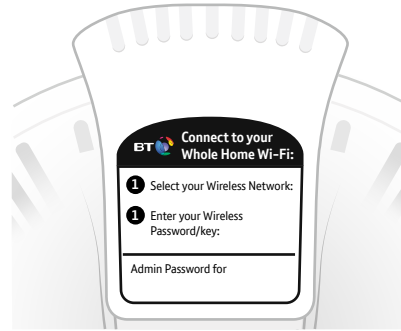 BT
Connect to your
Whole Home Wi-Fi:
1 Select your Wireless Network:
1 Enter your Wireless
Password/key:
Admin Password for